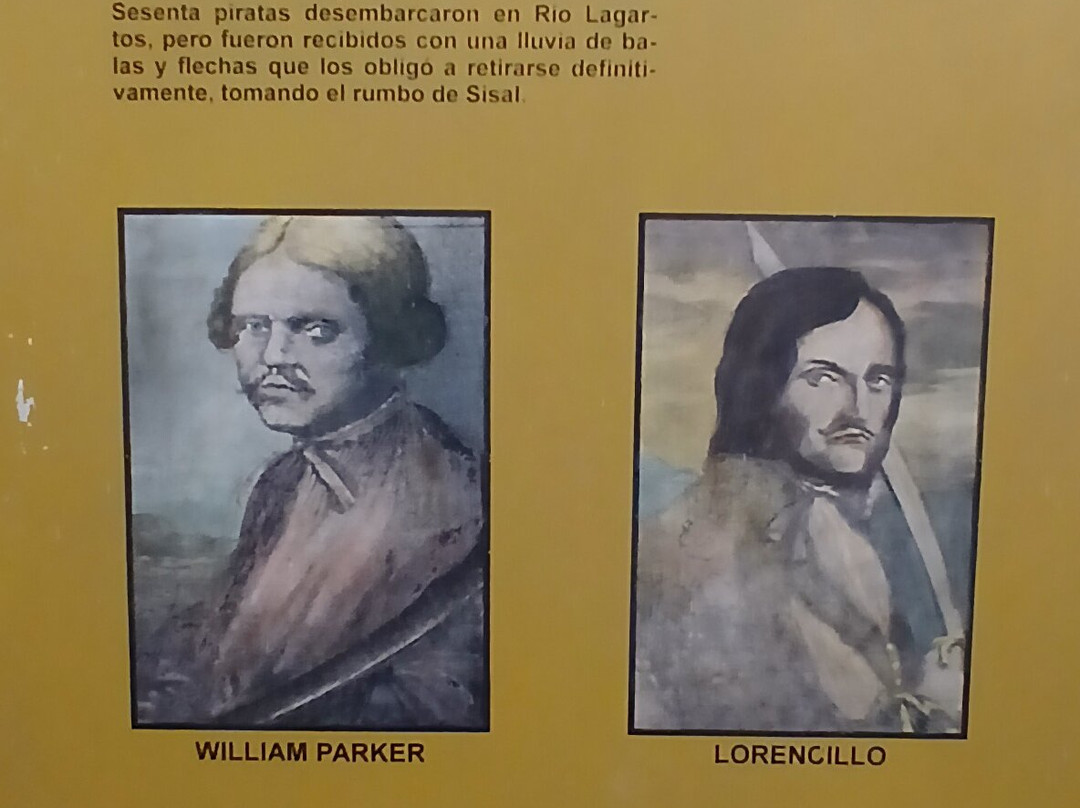 Sesenta piratas desembarcaron en Río Lagar-
tos, pero fueron recibidos con una lluvia de ba-
las y flechas que los obligó a retirarse definiti-
vamente, tomando el rumbo de Sisal.
WILLIAM PARKER
LORENCILLO